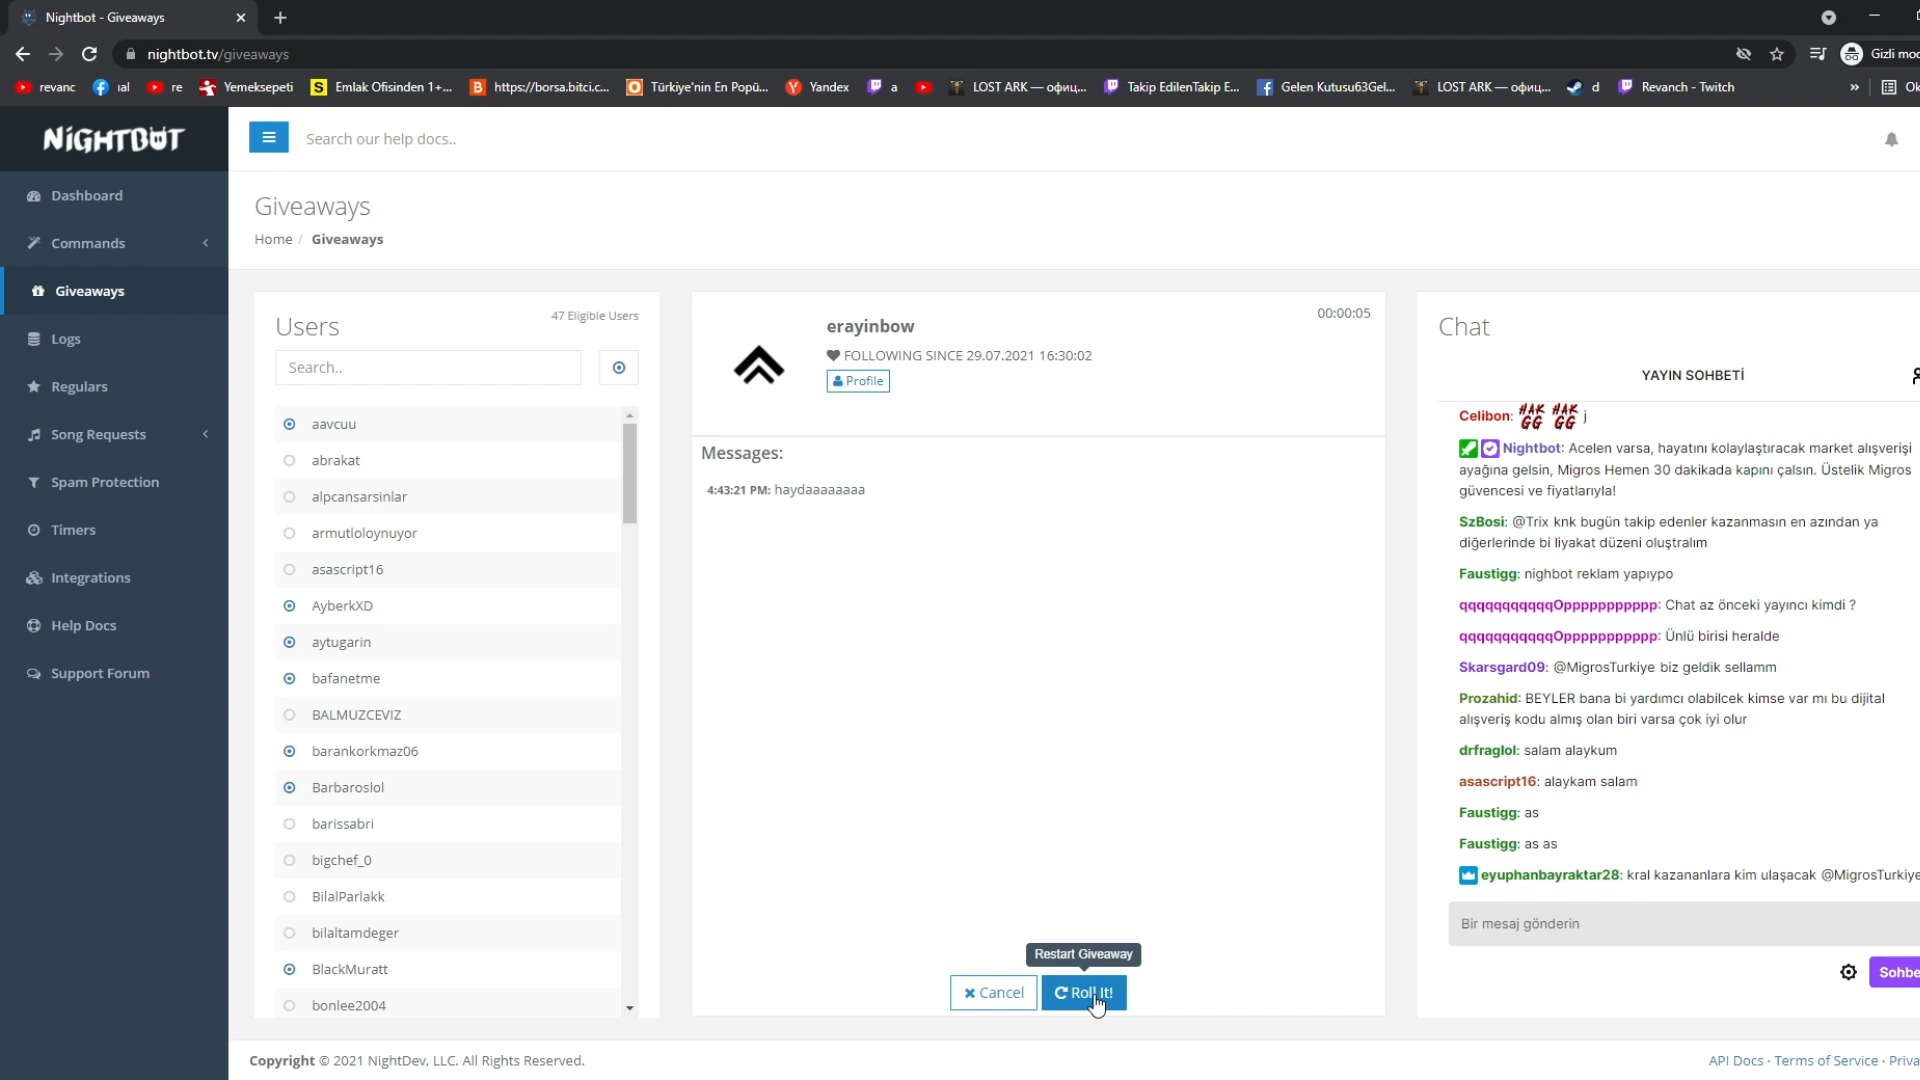 Nightbot - Giveaways
nightbot.tv/giveaways
Gizli mod
revanc
ıal
re
Yemeksepeti
Emlak Ofisinden 1+...
https://borsa.bitci.c...
Türkiye'nin En Popü...
Yandex
a
LOST ARK — офиц...
Takip EdilenTakip E...
Gelen Kutusu63Gel...
LOST ARK — офиц...
d
Revanch - Twitch
»
NIGHTBOT
Search our help docs..
Dashboard
Commands
Giveaways
Logs
Regulars
Song Requests
Spam Protection
Timers
Integrations
Help Docs
Support Forum
Giveaways
Home / Giveaways
Users
47 Eligible Users
Search..
aavcuu
abrakat
alpcansarsinlar
armutloloynuyor
asascript16
AyberkXD
aytugarin
bafanetme
BALMUZCEVIZ
barankorkmaz06
Barbaroslol
barissabri
bigchef_0
BilalParlakk
bilaltamdeger
BlackMuratt
bonlee2004
erayinbow
00:00:05
FOLLOWING SINCE 29.07.2021 16:30:02
Profile
Messages:
4:43:21 PM: haydaaaaaaaa
Restart Giveaway
Cancel
Roll It!
Chat
YAYIN SOHBETİ
Celibon: HAK GG HAK GG j
Nightbot: Acelen varsa, hayatını kolaylaştıracak market alışverişi
ayağına gelsin, Migros Hemen 30 dakikada kapını çalsın. Üstelik Migros
güvencesi ve fiyatlarıyla!
SzBosi: @Trix knk bugün takip edenler kazanmasın en azından ya
diğerlerinde bi liyakat düzeni oluştralım
Faustigg: nighbot reklam yapıypo
qqqqqqqqqqqOppppppppppp: Chat az önceki yayıncı kimdi ?
qqqqqqqqqqqOppppppppppp: Ünlü birisi heralde
Skarsgard09: @MigrosTurkiye biz geldik sellamm
Prozahid: BEYLER bana bi yardımcı olabilcek kimse var mı bu dijital
alışveriş kodu almış olan biri varsa çok iyi olur
drfraglol: salam alaykum
asascript16: alaykam salam
Faustigg: as
Faustigg: as as
eyuphanbayraktar28: kral kazananlara kim ulaşacak @MigrosTurkiye
Bir mesaj gönderin
Sohbe
Copyright © 2021 NightDev, LLC. All Rights Reserved.
API Docs · Terms of Service · Priva